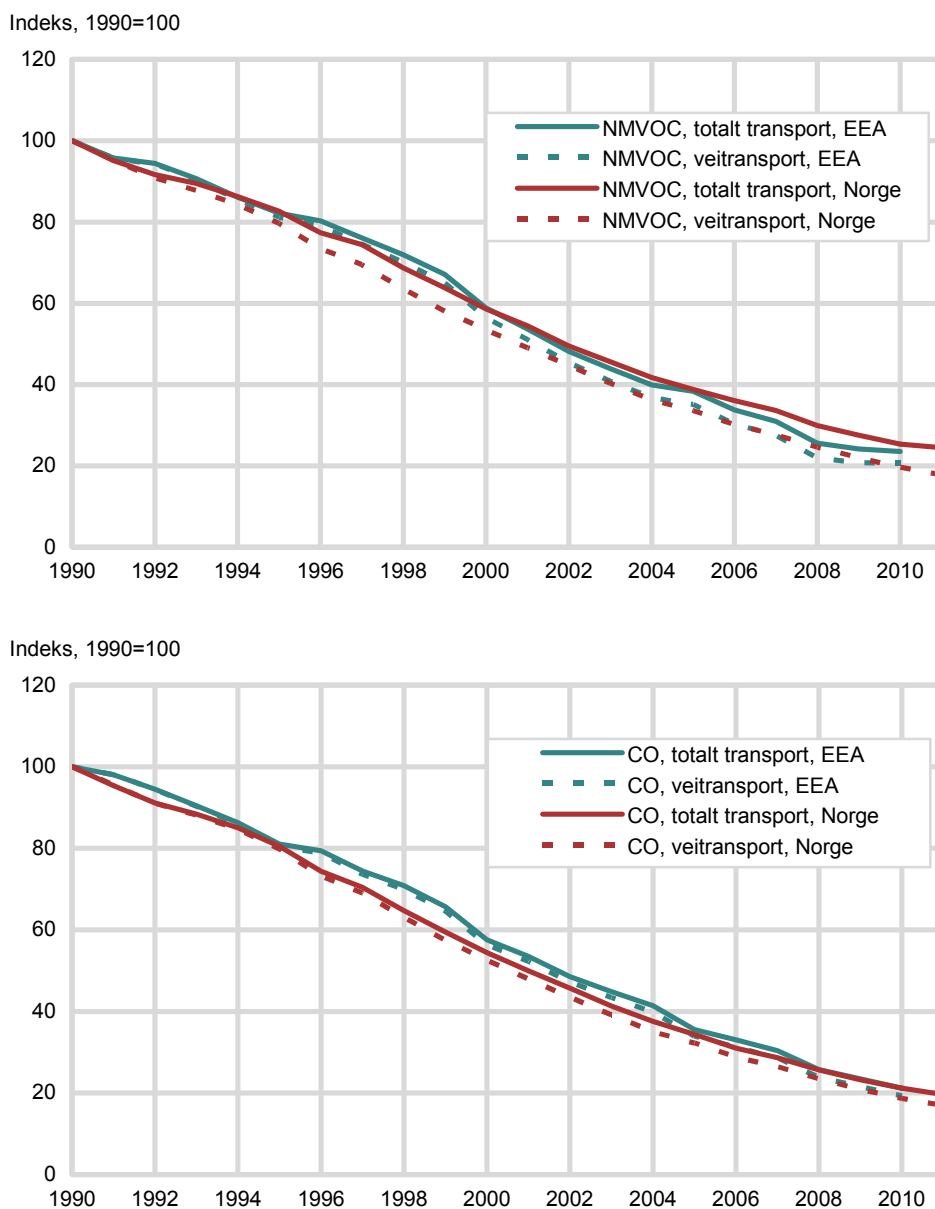 Indeks, 1990=100
120
100
80
60
40
20
0
NMVOC, totalt transport, EEA
NMVOC, veitransport, EEA
NMVOC, totalt transport, Norge
NMVOC, veitransport, Norge
1990 1992 1994 1996 1998 2000 2002 2004 2006 2008 2010
Indeks, 1990=100
120
100
80
60
40
20
0
CO, totalt transport, EEA
CO, veitransport, EEA
CO, totalt transport, Norge
CO, veitransport, Norge
1990 1992 1994 1996 1998 2000 2002 2004 2006 2008 2010